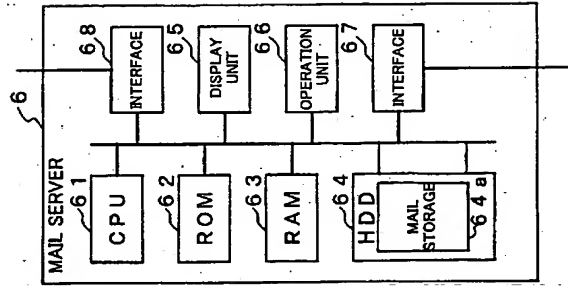 6
MAIL SERVER
6 1
CPU
6 2
ROM
6 3
RAM
6 4
HDD
MAIL
STORAGE
6 4 a
6 8
INTERFACE
6 5
DISPLAY
UNIT
6 6
OPERATION
UNIT
6 7
INTERFACE